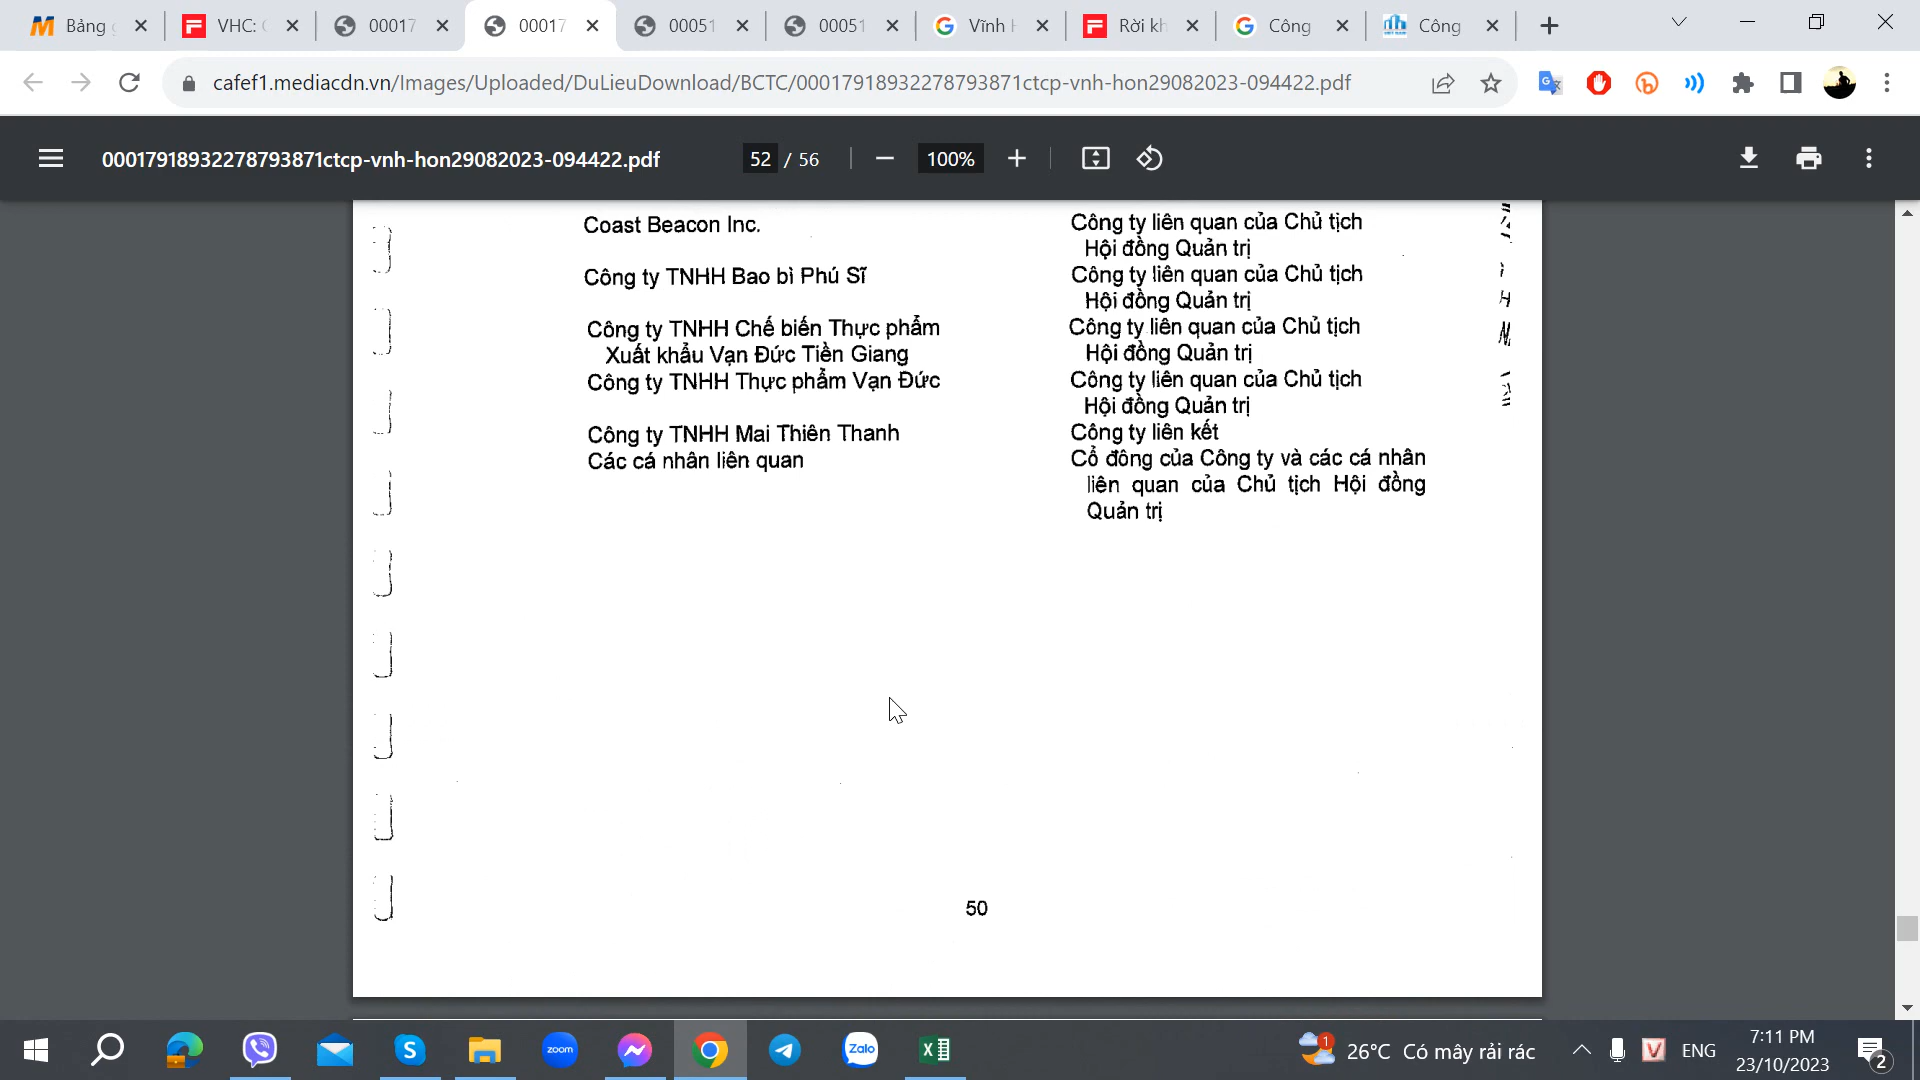 Bảng
VHC:
00017
00017
00051
00051
Vĩnh
Rời kh
Công
Công
cafef1.mediacdn.vn/Images/Uploaded/DuLieuDownload/BCTC/00017918932278793871ctcp-vnh-hon29082023-094422.pdf
00017918932278793871ctcp-vnh-hon29082023-094422.pdf
52 / 56
100%
Coast Beacon Inc.
Công ty liên quan của Chủ tịch
Hội đồng Quản trị
Công ty TNHH Bao bì Phú Sĩ
Công ty liên quan của Chủ tịch
Hội đồng Quản trị
Công ty TNHH Chế biến Thực phẩm
Xuất khẩu Vạn Đức Tiền Giang
Công ty liên quan của Chủ tịch
Hội đồng Quản trị
Công ty TNHH Thực phẩm Vạn Đức
Công ty liên quan của Chủ tịch
Hội đồng Quản trị
Công ty TNHH Mai Thiên Thanh
Công ty liên kết
Các cá nhân liên quan
Cổ đông của Công ty và các cá nhân
liên quan của Chủ tịch Hội đồng
Quản trị
50
zoom
Zalo
1
26°C Có mây rải rác
ENG
7:11 PM
23/10/2023
2